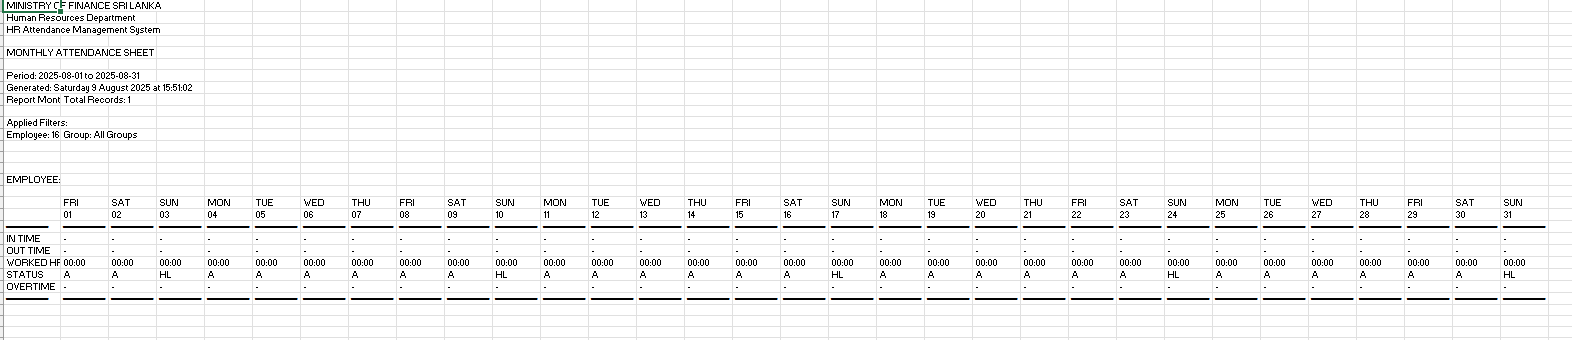 MINISTRY OF FINANCE SRI LANKA
Human Resources Department
HR Attendance Management System
MONTHLY ATTENDANCE SHEET
Period: 2025-08-01 to 2025-08-31
Generated: Saturday 9 August 2025 at 15:51:02
Report Mont Total Records: 1
Applied Filters:
Employee: 16 Group: All Groups
EMPLOYEE:
FRI SAT SUN MON TUE WED THU FRI SAT SUN MON TUE WED THU FRI SAT SUN MON TUE WED THU FRI SAT SUN MON TUE WED THU FRI SAT SUN
01 02 03 04 05 06 07 08 09 10 11 12 13 14 15 16 17 18 19 20 21 22 23 24 25 26 27 28 29 30 31
IN TIME - - - - - - - - - - - - - - - - - - - - - - - - - - - - - - -
OUT TIME - - - - - - - - - - - - - - - - - - - - - - - - - - - - - - -
WORKED HR 00:00 00:00 00:00 00:00 00:00 00:00 00:00 00:00 00:00 00:00 00:00 00:00 00:00 00:00 00:00 00:00 00:00 00:00 00:00 00:00 00:00 00:00 00:00 00:00 00:00 00:00 00:00 00:00 00:00 00:00 00:00
STATUS A A HL A A A A A A HL A A A A A A HL A A A A A A HL A A A A A A HL
OVERTIME - - - - - - - - - - - - - - - - - - - - - - - - - - - - - - -